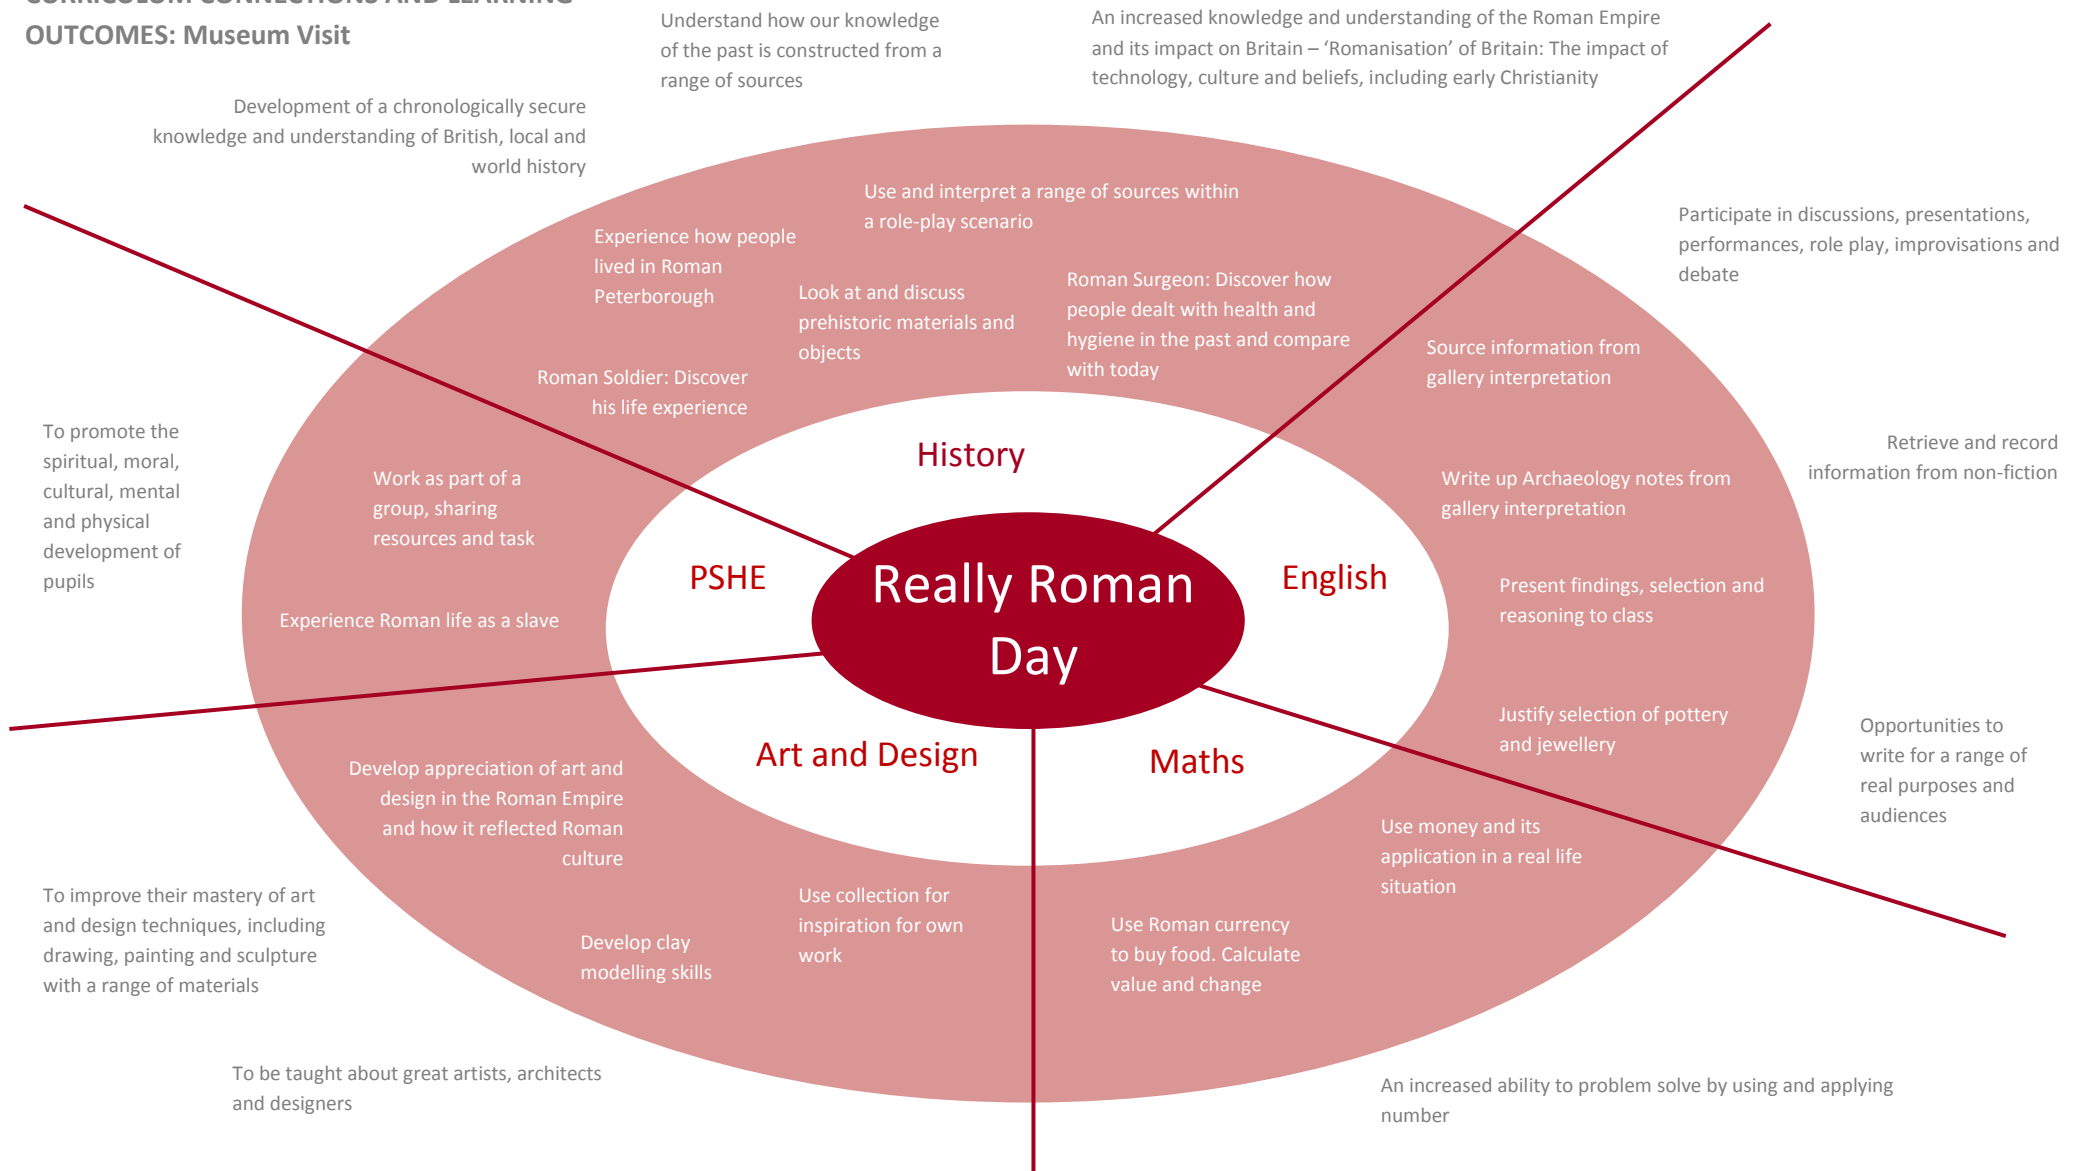 CURRICULUM CONNECTIONS AND LEARNING
OUTCOMES: Museum Visit
Understand how our knowledge
of the past is constructed from a
range of sources
An increased knowledge and understanding of the Roman Empire
and its impact on Britain – ‘Romanisation’ of Britain: The impact of
technology, culture and beliefs, including early Christianity
Development of a chronologically secure
knowledge and understanding of British, local and
world history
Use and interpret a range of sources within
a role-play scenario
Experience how people
lived in Roman
Peterborough
Look at and discuss
prehistoric materials and
objects
Roman Surgeon: Discover how
people dealt with health and
hygiene in the past and compare
with today
Roman Soldier: Discover
his life experience
Participate in discussions, presentations,
performances, role play, improvisations and
debate
Source information from
gallery interpretation
Retrieve and record
information from non-fiction
Write up Archaeology notes from
gallery interpretation
Present findings, selection and
reasoning to class
Justify selection of pottery
and jewellery
Opportunities to
write for a range of
real purposes and
audiences
To promote the
spiritual, moral,
cultural, mental
and physical
development of
pupils
Work as part of a
group, sharing
resources and task
Experience Roman life as a slave
History
PSHE
English
Really Roman
Day
Art and Design
Maths
Develop appreciation of art and
design in the Roman Empire
and how it reflected Roman
culture
Develop clay
modelling skills
Use collection for
inspiration for own
work
Use money and its
application in a real life
situation
Use Roman currency
to buy food. Calculate
value and change
To improve their mastery of art
and design techniques, including
drawing, painting and sculpture
with a range of materials
To be taught about great artists, architects
and designers
An increased ability to problem solve by using and applying
number